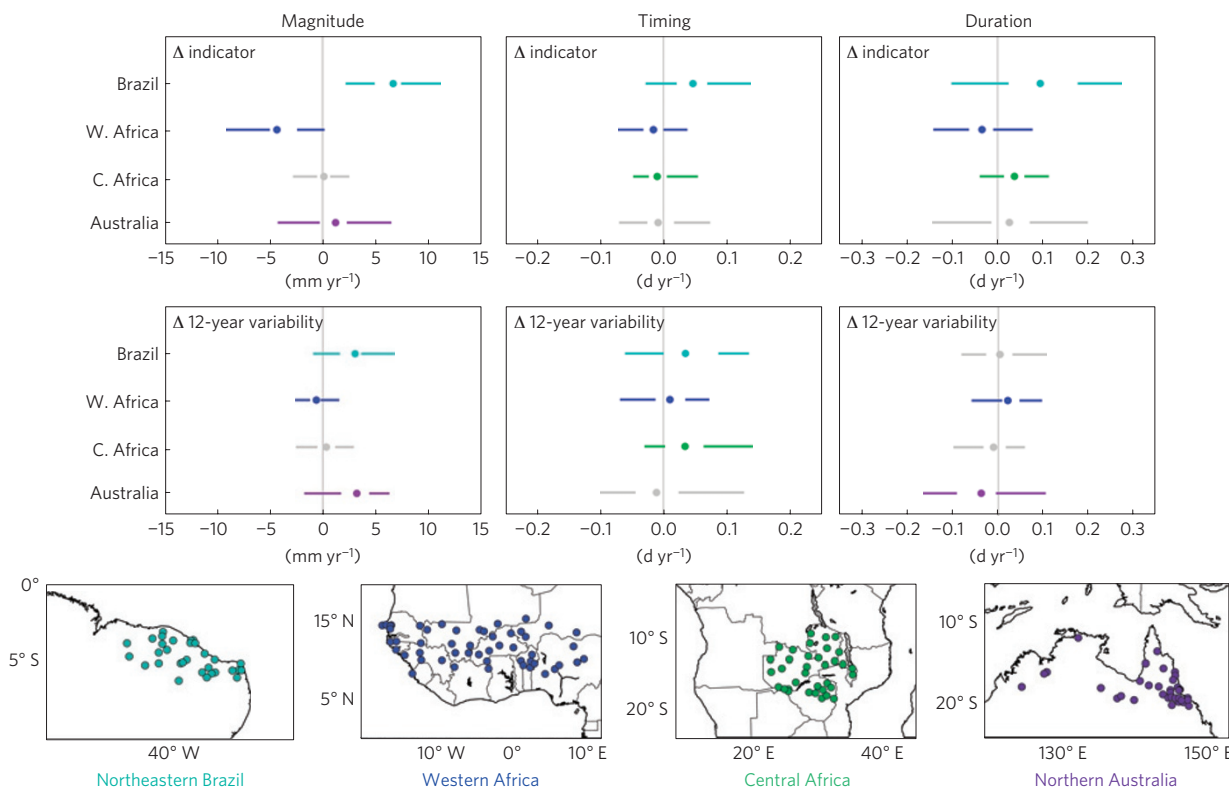 Magnitude Timing Duration
Δ indicator Δ indicator Δ indicator
Brazil
W. Africa
C. Africa
Australia
−15 −10 −5 0 5 10 15 −0.2 −0.1 0.0 0.1 0.2 −0.3 −0.2 −0.1 0.0 0.1 0.2 0.3
(mm yr⁻¹) (d yr⁻¹) (d yr⁻¹)
Δ 12-year variability Δ 12-year variability Δ 12-year variability
Brazil
W. Africa
C. Africa
Australia
−15 −10 −5 0 5 10 15 −0.2 −0.1 0.0 0.1 0.2 −0.3 −0.2 −0.1 0.0 0.1 0.2 0.3
(mm yr⁻¹) (d yr⁻¹) (d yr⁻¹)
0° 15° N 10° S 10° S
5° S 5° N 20° S 20° S
40° W 10° W 0° 10° E 20° E 40° E 130° E 150° E
Northeastern Brazil Western Africa Central Africa Northern Australia